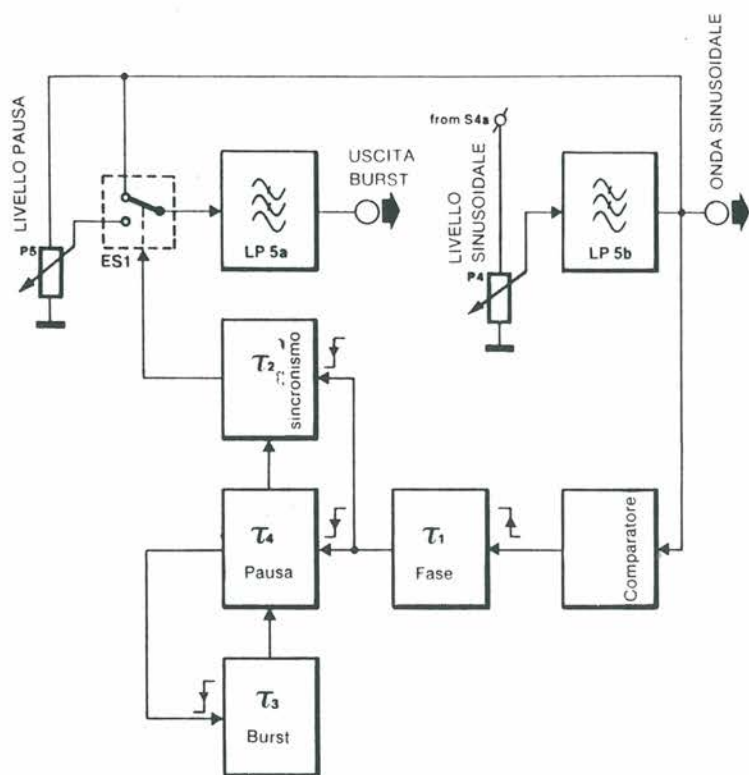 LIVELLO PAUSA
P5
ES1
LP 5a
USCITA
BURST
from S4a
LIVELLO
SINUSOIDALE
P4
LP 5b
ONDA SINUSOIDALE
τ2
sincronismo
τ4
Pausa
τ1
Fase
Comparatore
τ3
Burst